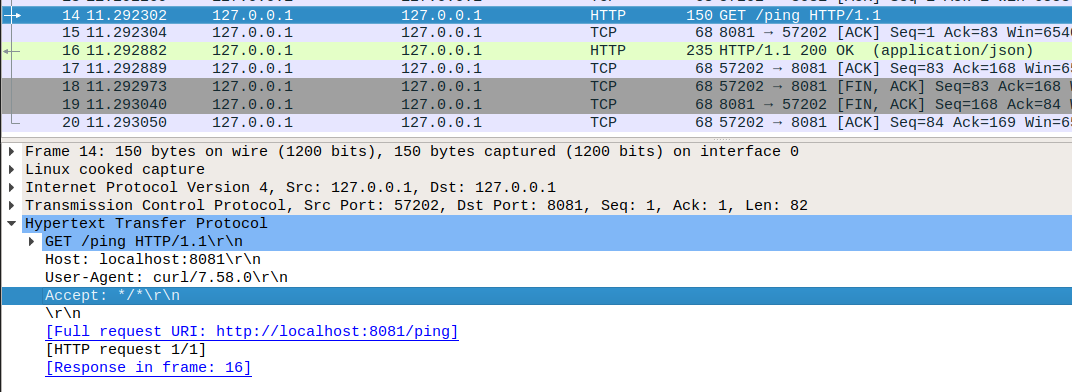 14 11.292302 127.0.0.1 127.0.0.1 HTTP 150 GET /ping HTTP/1.1
15 11.292304 127.0.0.1 127.0.0.1 TCP 68 8081 → 57202 [ACK] Seq=1 Ack=83 Win=6540
16 11.292882 127.0.0.1 127.0.0.1 HTTP 235 HTTP/1.1 200 OK (application/json)
17 11.292889 127.0.0.1 127.0.0.1 TCP 68 57202 → 8081 [ACK] Seq=83 Ack=168 Win=6
18 11.292973 127.0.0.1 127.0.0.1 TCP 68 57202 → 8081 [FIN, ACK] Seq=83 Ack=168
19 11.293040 127.0.0.1 127.0.0.1 TCP 68 8081 → 57202 [FIN, ACK] Seq=168 Ack=84
20 11.293050 127.0.0.1 127.0.0.1 TCP 68 57202 → 8081 [ACK] Seq=84 Ack=169 Win=65
Frame 14: 150 bytes on wire (1200 bits), 150 bytes captured (1200 bits) on interface 0
Linux cooked capture
Internet Protocol Version 4, Src: 127.0.0.1, Dst: 127.0.0.1
Transmission Control Protocol, Src Port: 57202, Dst Port: 8081, Seq: 1, Ack: 1, Len: 82
Hypertext Transfer Protocol
GET /ping HTTP/1.1\r\n
Host: localhost:8081\r\n
User-Agent: curl/7.58.0\r\n
Accept: */*\r\n
\r\n
[Full request URI: http://localhost:8081/ping]
[HTTP request 1/1]
[Response in frame: 16]